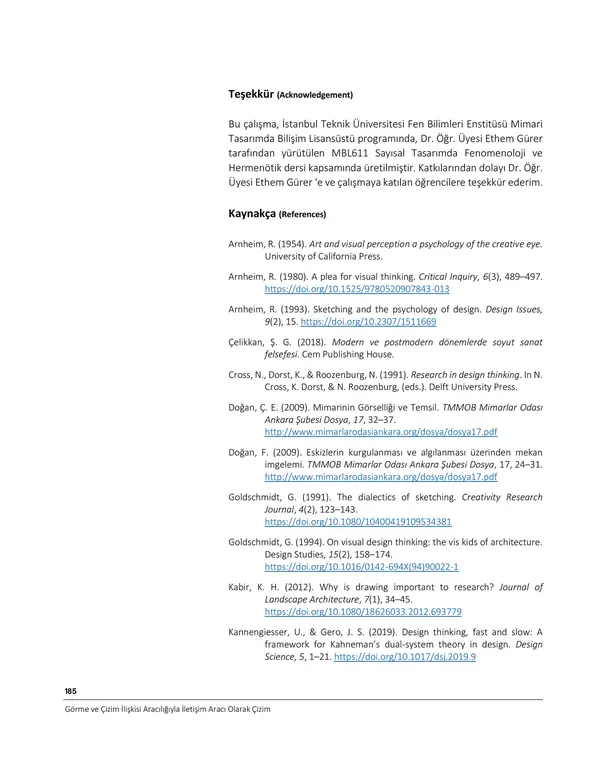 Teşekkür (Acknowledgement)
Bu çalışma, İstanbul Teknik Üniversitesi Fen Bilimleri Enstitüsü Mimari
Tasarımda Bilişim Lisansüstü programında, Dr. Öğr. Üyesi Ethem Gürer
tarafından yürütülen MBL611 Sayısal Tasarımda Fenomenoloji ve
Hermenötik dersi kapsamında üretilmiştir. Katkılarından dolayı Dr. Öğr.
Üyesi Ethem Gürer ‘e ve çalışmaya katılan öğrencilere teşekkür ederim.
Kaynakça (References)
Arnheim, R. (1954). Art and visual perception a psychology of the creative eye.
University of California Press.
Arnheim, R. (1980). A plea for visual thinking. Critical Inquiry, 6(3), 489–497.
https://doi.org/10.1525/9780520907843-013
Arnheim, R. (1993). Sketching and the psychology of design. Design Issues,
9(2), 15. https://doi.org/10.2307/1511669
Çelikkan, Ş. G. (2018). Modern ve postmodern dönemlerde soyut sanat
felsefesi. Cem Publishing House.
Cross, N., Dorst, K., & Roozenburg, N. (1991). Research in design thinking. In N.
Cross, K. Dorst, & N. Roozenburg, (eds.). Delft University Press.
Doğan, Ç. E. (2009). Mimarinin Görselliği ve Temsil. TMMOB Mimarlar Odası
Ankara Şubesi Dosya, 17, 32–37.
http://www.mimarlarodasiankara.org/dosya/dosya17.pdf
Doğan, F. (2009). Eskizlerin kurgulanması ve algılanması üzerinden mekan
imgelemi. TMMOB Mimarlar Odası Ankara Şubesi Dosya, 17, 24–31.
http://www.mimarlarodasiankara.org/dosya/dosya17.pdf
Goldschmidt, G. (1991). The dialectics of sketching. Creativity Research
Journal, 4(2), 123–143.
https://doi.org/10.1080/10400419109534381
Goldschmidt, G. (1994). On visual design thinking: the vis kids of architecture.
Design Studies, 15(2), 158–174.
https://doi.org/10.1016/0142-694X(94)90022-1
Kabir, K. H. (2012). Why is drawing important to research? Journal of
Landscape Architecture, 7(1), 34–45.
https://doi.org/10.1080/18626033.2012.693779
Kannengiesser, U., & Gero, J. S. (2019). Design thinking, fast and slow: A
framework for Kahneman’s dual-system theory in design. Design
Science, 5, 1–21. https://doi.org/10.1017/dsj.2019.9
185
Görme ve Çizim İlişkisi Aracılığıyla İletişim Aracı Olarak Çizim